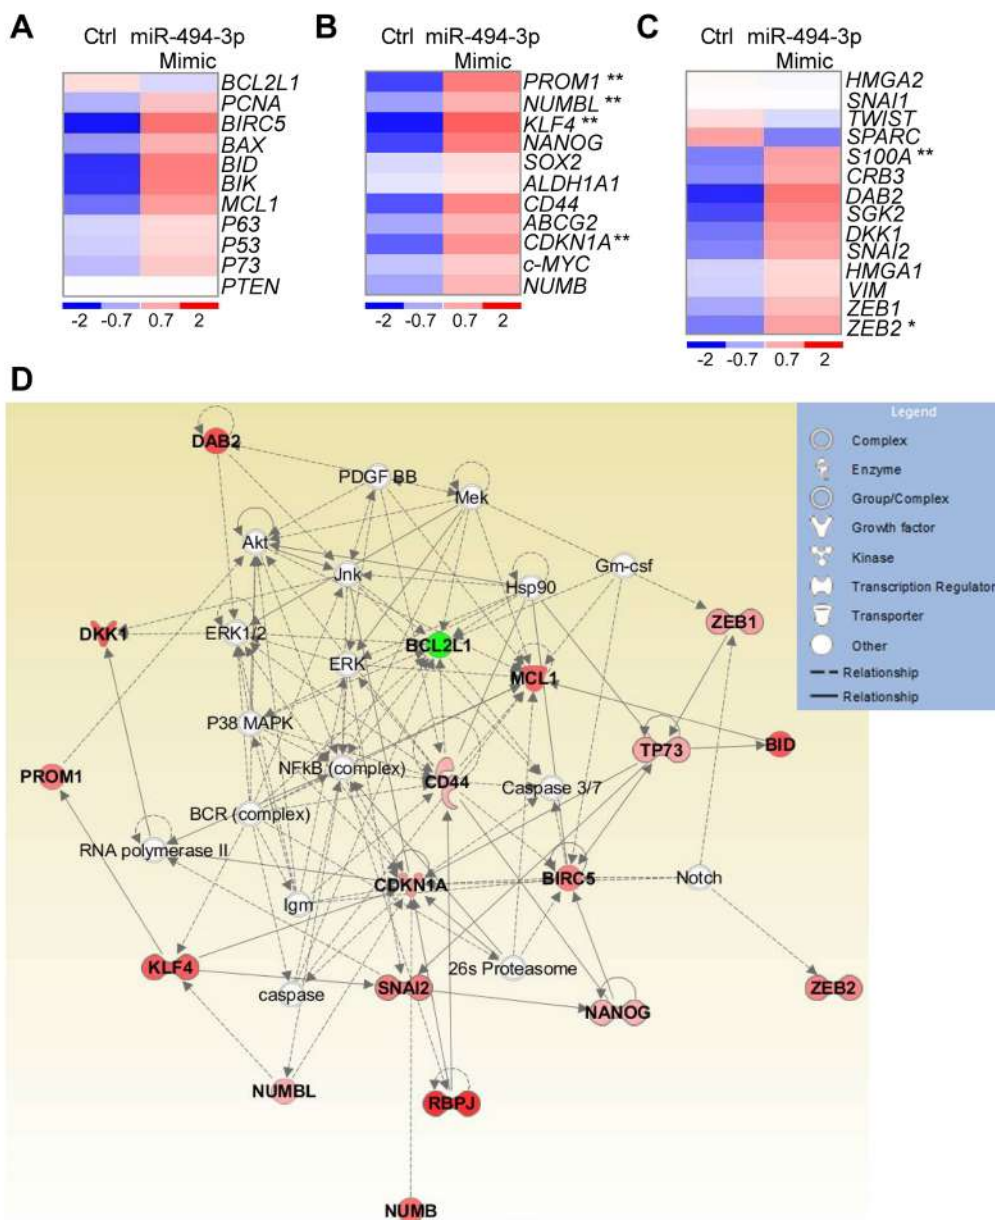 A
Ctrl miR-494-3p
Mimic
BCL2L1
PCNA
BIRC5
BAX
BID
BIK
MCL1
P63
P53
P73
PTEN
-2 -0.7 0.7 2
B
Ctrl miR-494-3p
Mimic
PROM1 **
NUMBL **
KLF4 **
NANOG
SOX2
ALDH1A1
CD44
ABCG2
CDKN1A**
c-MYC
NUMB
-2 -0.7 0.7 2
C
Ctrl miR-494-3p
Mimic
HMGA2
SNAI1
TWIST
SPARC
S100A **
CRB3
DAB2
SGK2
DKK1
SNAI2
HMGA1
VIM
ZEB1
ZEB2 *
-2 -0.7 0.7 2
D
Legend
Complex
Enzyme
Group/Complex
Growth factor
Kinase
Transcription Regulator
Transporter
Other
Relationship
Relationship
DAB2
PDGF BB
Mek
Akt
Jnk
Hsp90
Gm-csf
DKK1
ERK1/2
BCL2L1
ZEB1
ERK
MCL1
P38 MAPK
TP73
BID
PROM1
NFkB (complex)
CD44
Caspase 3/7
BCR (complex)
RNA polymerase II
CDKN1A
BIRC5
Notch
Igm
KLF4
26s Proteasome
caspase
SNAI2
ZEB2
NANOG
NUMBL
RBPJ
NUMB